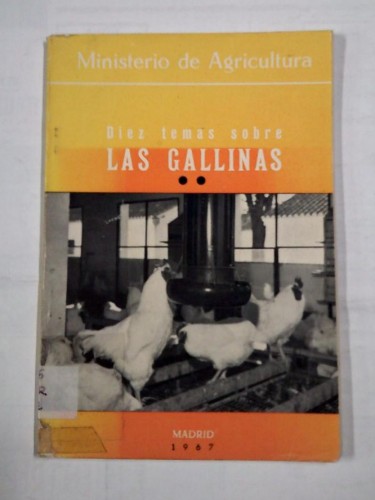 Ministerio de Agricultura
Diez temas sobre
LAS GALLINAS
MADRID
1967